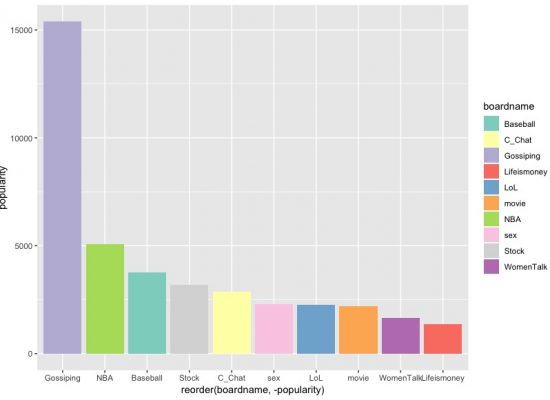 popularity
15000
10000
5000
0
Gossiping NBA Baseball Stock C_Chat sex LoL movie WomenTalk Lifeismoney
reorder(boardname, -popularity)
boardname
Baseball
C_Chat
Gossiping
Lifeismoney
LoL
movie
NBA
sex
Stock
WomenTalk